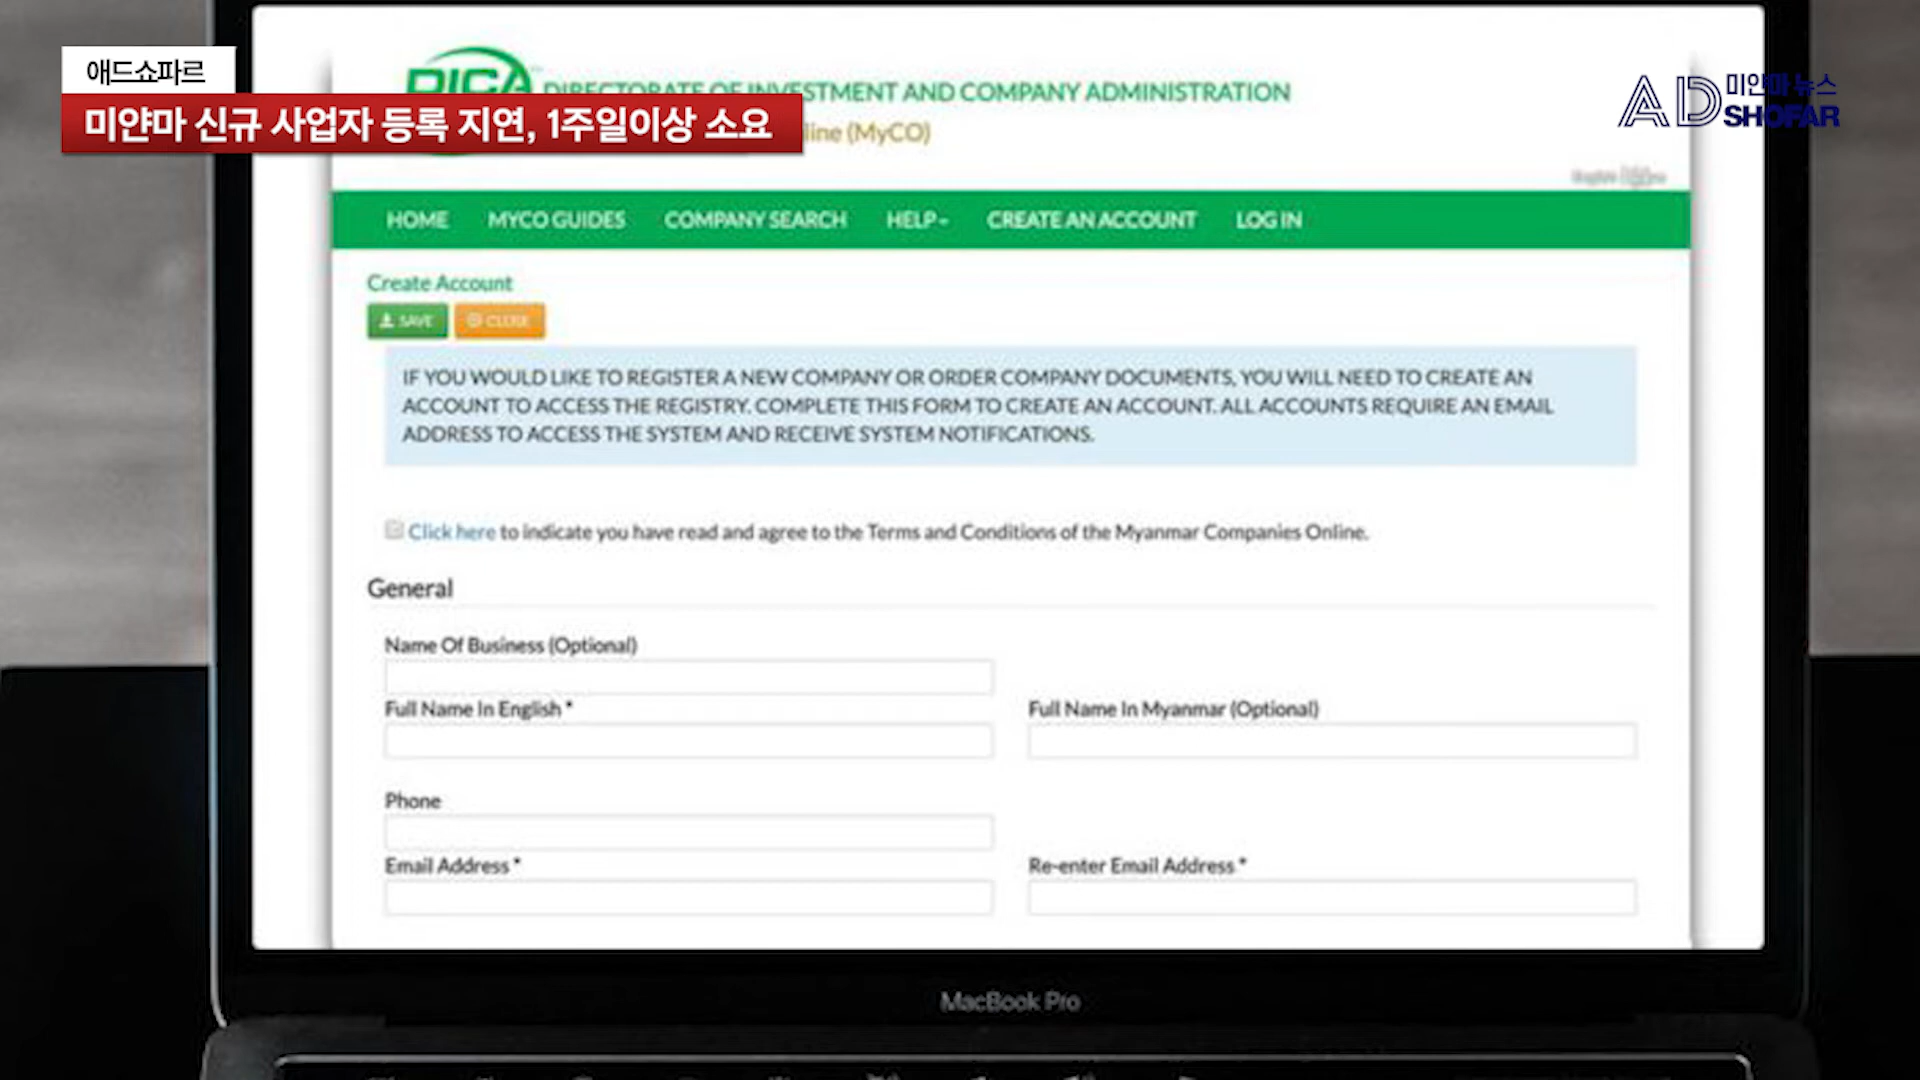 애드쇼파르
미얀마 신규 사업자 등록 지연, 1주일이상 소요
미얀마 뉴스
AD SHOFAR
DICA
DIRECTORATE OF INVESTMENT AND COMPANY ADMINISTRATION
(MyCO)
HOME MYCO GUIDES COMPANY SEARCH HELP CREATE AN ACCOUNT LOG IN
Create Account
SAVE CLOSE
IF YOU WOULD LIKE TO REGISTER A NEW COMPANY OR ORDER COMPANY DOCUMENTS, YOU WILL NEED TO CREATE AN
ACCOUNT TO ACCESS THE REGISTRY. COMPLETE THIS FORM TO CREATE AN ACCOUNT. ALL ACCOUNTS REQUIRE AN EMAIL
ADDRESS TO ACCESS THE SYSTEM AND RECEIVE SYSTEM NOTIFICATIONS.
Click here to indicate you have read and agree to the Terms and Conditions of the Myanmar Companies Online.
General
Name Of Business (Optional)
Full Name In English * Full Name In Myanmar (Optional)
Phone
Email Address * Re-enter Email Address *
MacBook Pro